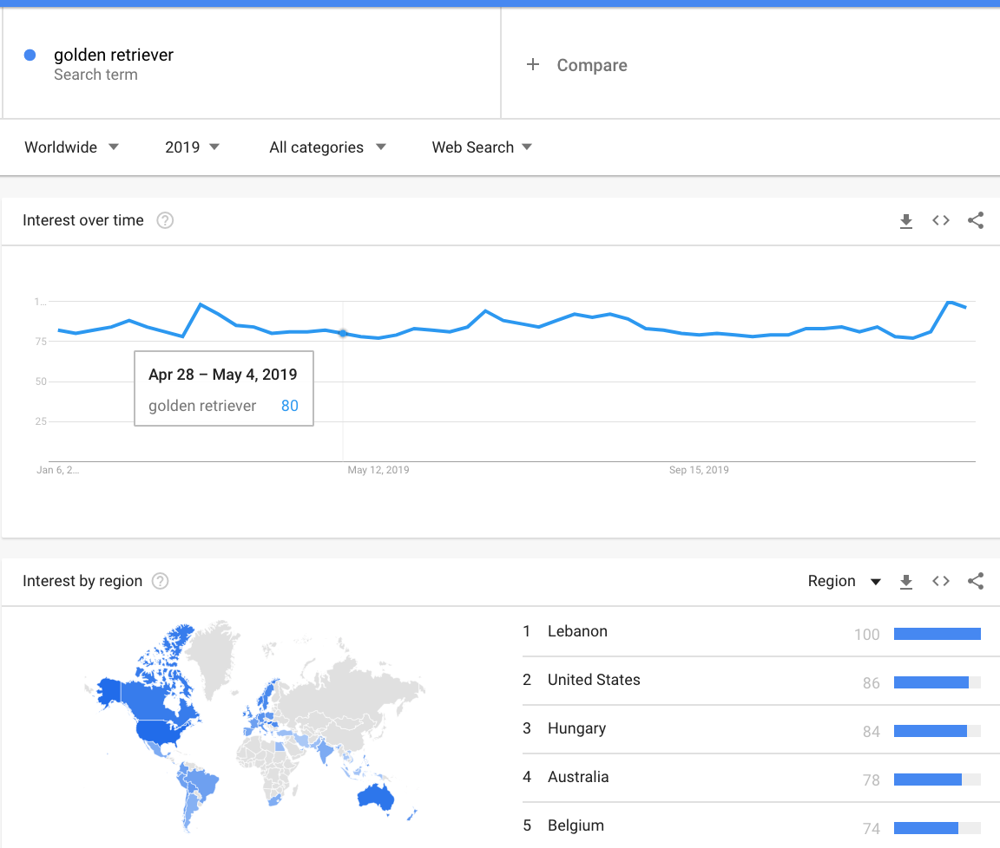 golden retriever
Search term
+ Compare
Worldwide 2019 All categories Web Search
Interest over time ?
1...
75
50
25
Apr 28 – May 4, 2019
golden retriever 80
Jan 6, 2... May 12, 2019 Sep 15, 2019
Interest by region ? Region
1 Lebanon 100
2 United States 86
3 Hungary 84
4 Australia 78
5 Belgium 74